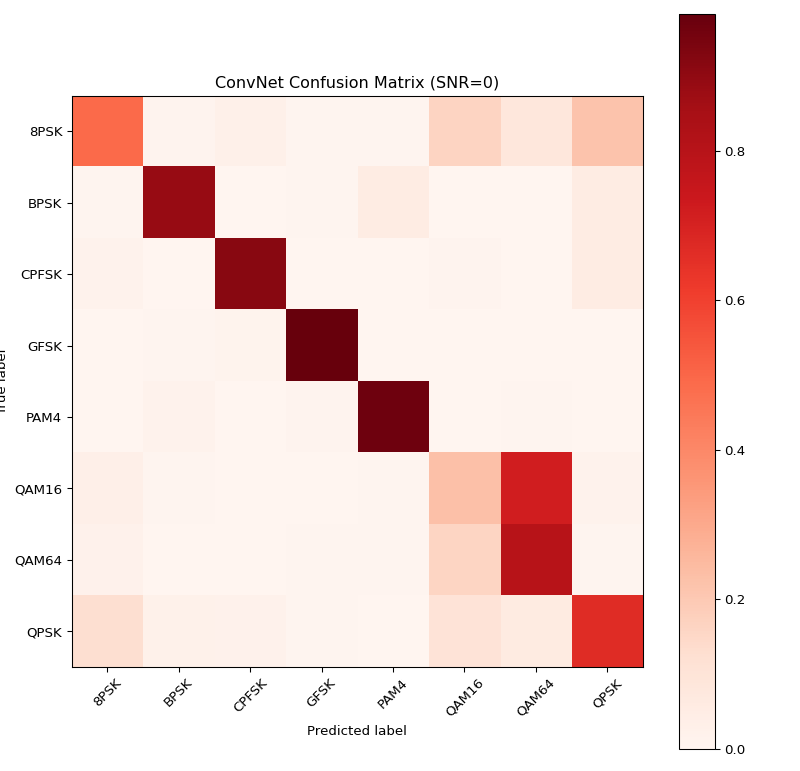 ConvNet Confusion Matrix (SNR=0)
8PSK
BPSK
CPFSK
GFSK
PAM4
QAM16
QAM64
QPSK
8PSK
BPSK
CPFSK
GFSK
PAM4
QAM16
QAM64
QPSK
Predicted label
0.8
0.6
0.4
0.2
0.0